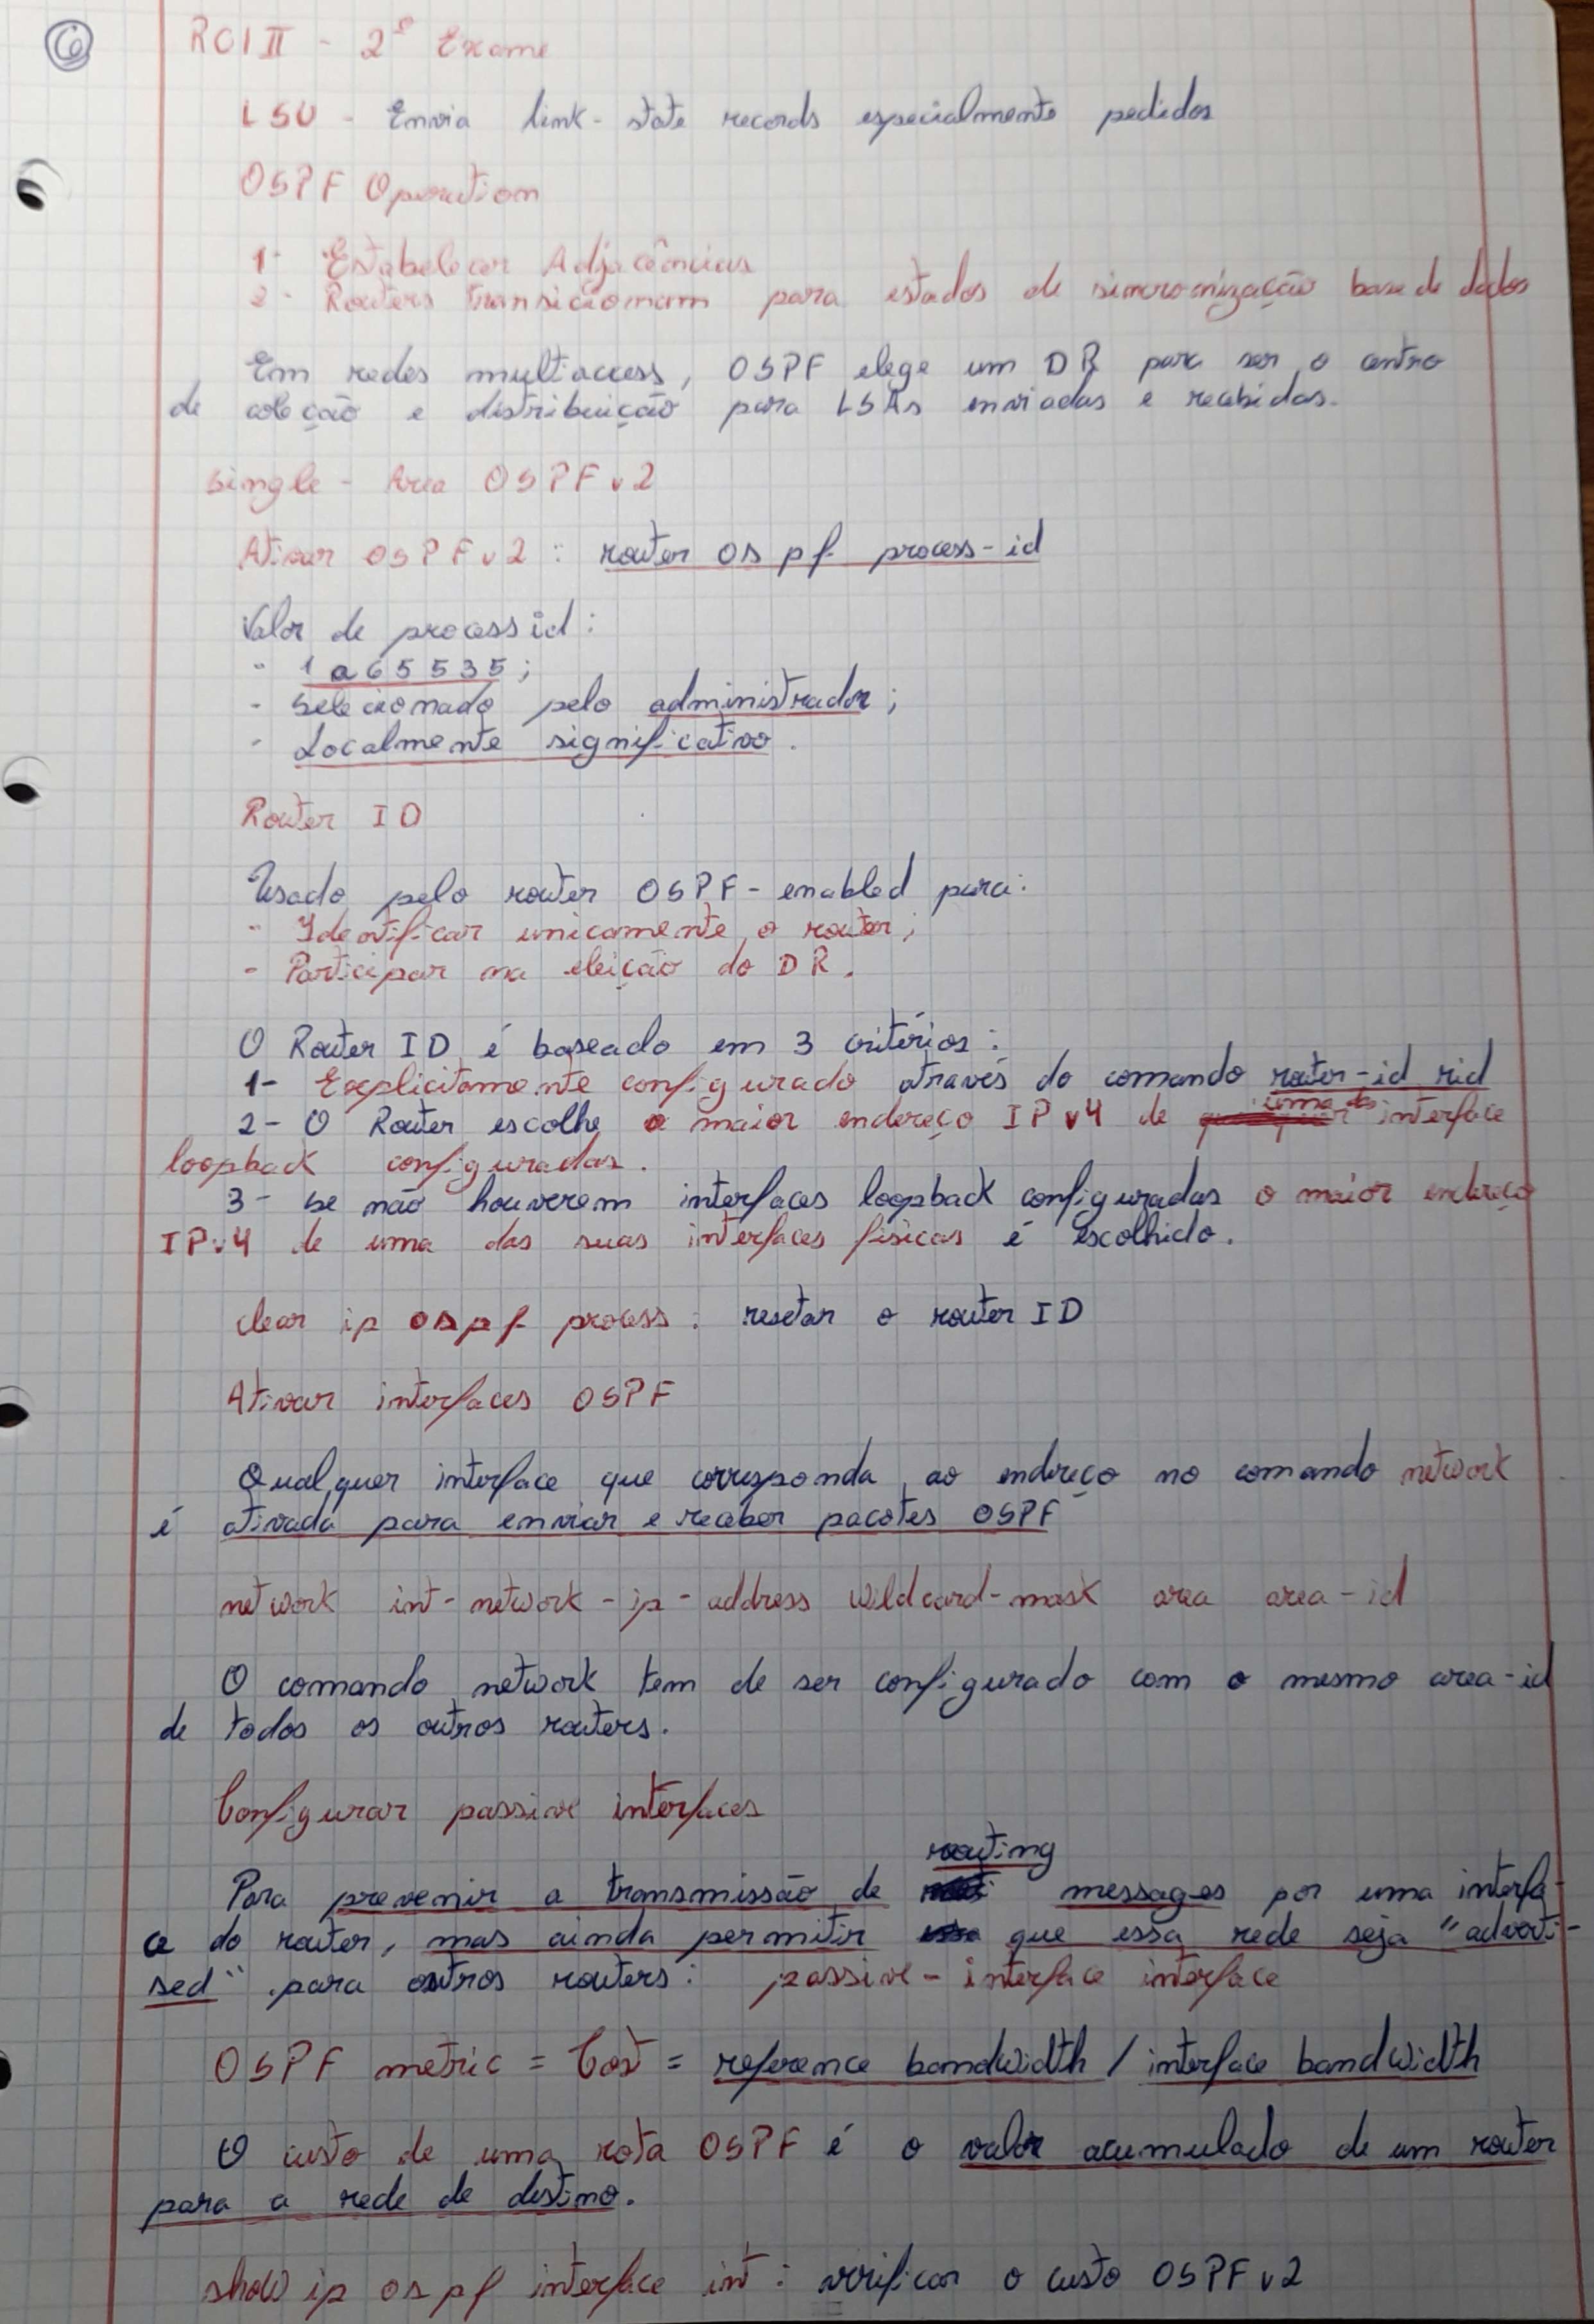 6
RCI II - 2º Exame
LSU - Envia link-state records especialmente pedidos
OSPF Operation
1- Estabelecer Adjacências
2- Routers transicionam para estados de sincronização base de dados
Em redes multiaccess, OSPF elege um DR para ser o centro
de coleção e distribuição para LSAs enviadas e recebidas.
Single-Area OSPFv2
Ativar OSPFv2: router ospf process-id
Valor de process id:
- 1 a 65535;
- Selecionado pelo administrador;
- Localmente significativo.
Router ID
Usado pelo router OSPF-enabled para:
- Identificar unicamente o router;
- Participar na eleição do DR.
O Router ID é baseado em 3 critérios:
1- Explicitamente configurado através do comando router-id rid
2- O Router escolhe o maior endereço IPv4 de uma das interface
loopback configuradas.
3- Se não houverem interfaces loopback configuradas o maior endereço
IPv4 de uma das suas interfaces físicas é escolhido.
clear ip ospf process: resetar o router ID
Ativar interfaces OSPF
Qualquer interface que corresponda ao endereço no comando network
é ativada para enviar e receber pacotes OSPF
network int-network-ip-address wildcard-mask area area-id
O comando network tem de ser configurado com o mesmo area-id
de todos os outros routers.
Configurar passive interfaces
Para prevenir a transmissão de routing messages por uma interfa-
ce do router, mas ainda permitir que essa rede seja "adverti-
sed" para outros routers: passive-interface interface
OSPF metric = Cost = reference bandwidth / interface bandwidth
O custo de uma rota OSPF é o valor acumulado de um router
para a rede de destino.
show ip ospf interface int: verificar o custo OSPFv2